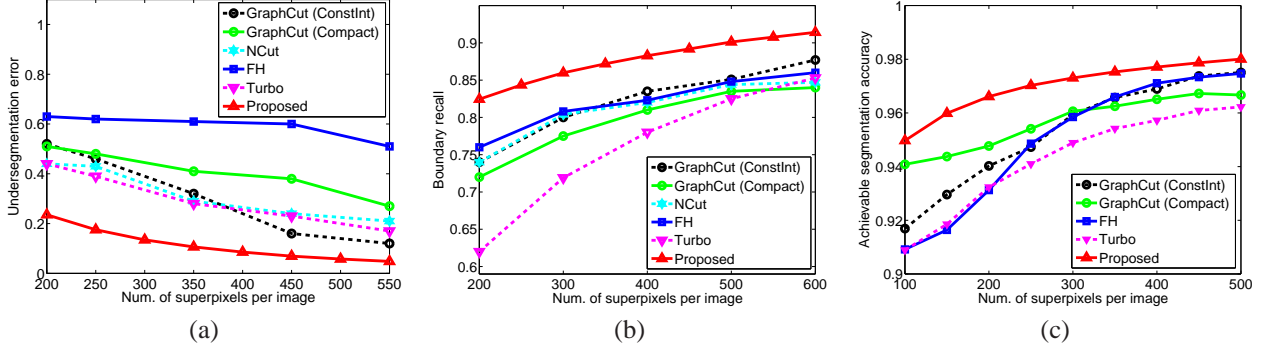 Undersegmentation error
1
0.8
0.6
0.4
0.2
0
200 250 300 350 400 450 500 550
Num. of superpixels per image
GraphCut (ConstInt)
GraphCut (Compact)
NCut
FH
Turbo
Proposed
(a)
Boundary recall
0.9
0.85
0.8
0.75
0.7
0.65
0.6
200 300 400 500 600
Num. of superpixels per image
GraphCut (ConstInt)
GraphCut (Compact)
NCut
FH
Turbo
Proposed
(b)
Achievable segmentation accuracy
0.98
0.96
0.94
0.92
0.9
100 200 300 400 500
Num. of superpixels per image
GraphCut (ConstInt)
GraphCut (Compact)
FH
Turbo
Proposed
(c)